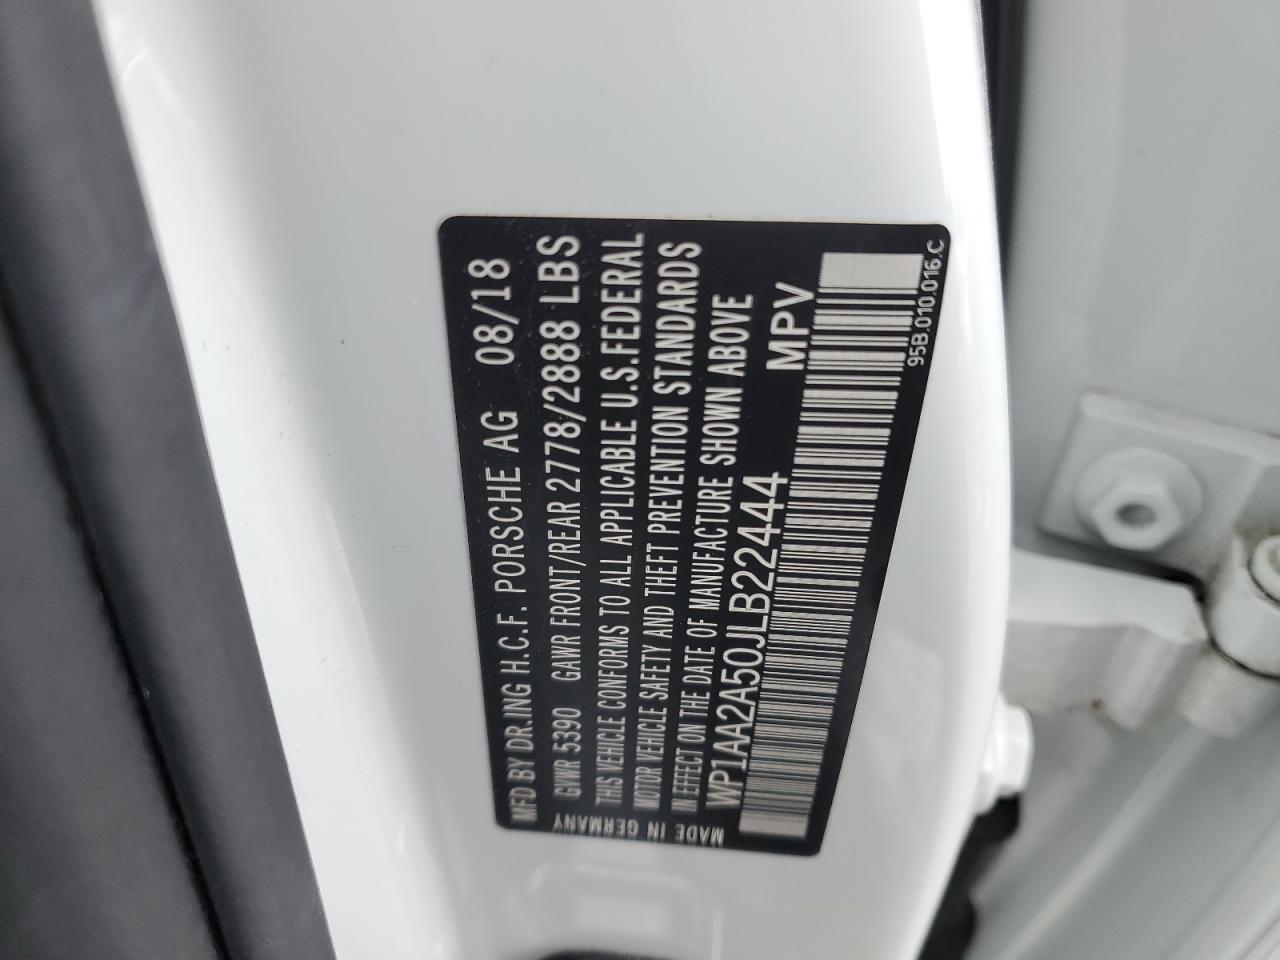 MFD BY DR.ING H.C.F. PORSCHE AG 08/18
GVWR 5390 GAWR FRONT/REAR 2778/2888 LBS
THIS VEHICLE CONFORMS TO ALL APPLICABLE U.S.FEDERAL
MOTOR VEHICLE SAFETY AND THEFT PREVENTION STANDARDS
IN EFFECT ON THE DATE OF MANUFACTURE SHOWN ABOVE
WP1AA2A50JLB22444 MPV
MADE IN GERMANY
95B.010.016.C